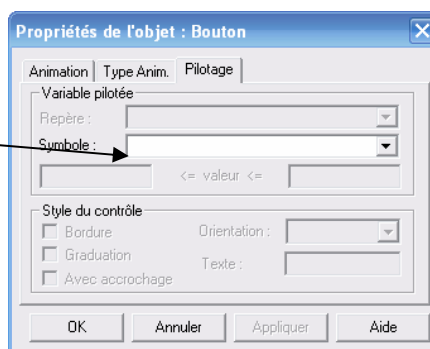 Propriétés de l'objet : Bouton
Animation Type Anim. Pilotage
Variable pilotée
Repère :
Symbole :
<= valeur <=
Style du contrôle
Bordure Orientation :
Graduation Texte :
Avec accrochage
OK Annuler Appliquer Aide